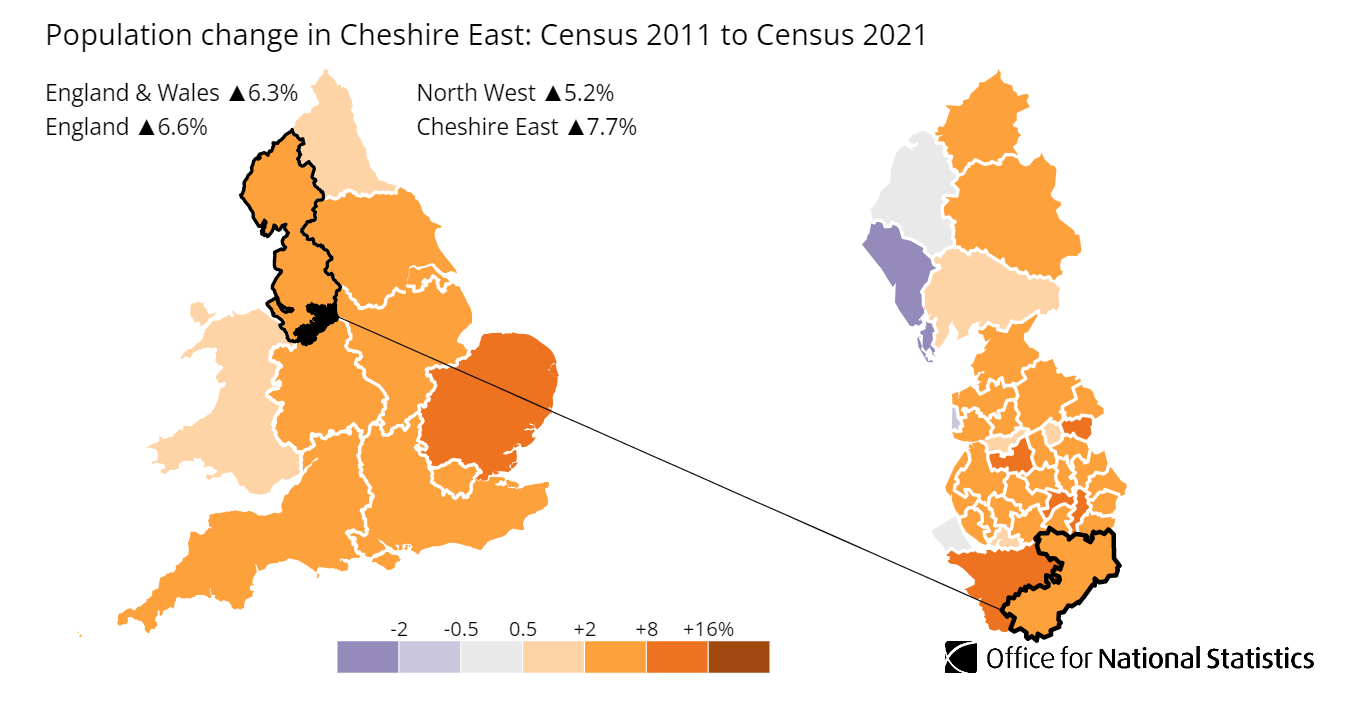 Population change in Cheshire East: Census 2011 to Census 2021
England & Wales ▲6.3%
North West ▲5.2%
England ▲6.6%
Cheshire East ▲7.7%
-2 -0.5 0.5 +2 +8 +16%
Office for National Statistics